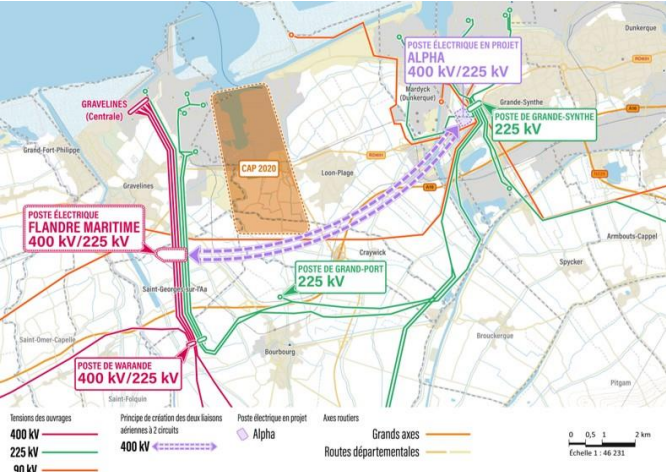 Dunkerque
POSTE ÉLECTRIQUE EN PROJET
ALPHA
400 kV/225 kV
Mardyck
(Dunkerque)
Grande-Synthe
GRAVELINES
(Centrale)
POSTE DE GRANDE-SYNTHE
225 kV
Grand-Fort-Philippe
CAP 2020
Loon-Plage
Gravelines
POSTE ÉLECTRIQUE
FLANDRE MARITIME
400 kV/225 kV
Armbouts-Cappel
Craywick
Spycker
POSTE DE GRAND-PORT
225 kV
Saint-Georges-sur-l'Aa
Saint-Omer-Capelle
Brouckerque
Bourbourg
POSTE DE WARANDE
400 kV/225 kV
Pitgam
Saint-Folquin
Tensions des ouvrages
400 kV
225 kV
90 kV
Principe de création des deux liaisons
aériennes à 2 circuits
400 kV
Poste électrique en projet
Alpha
Axes routiers
Grands axes
Routes départementales
0 0,5 1 2 km
Échelle 1 : 46 231